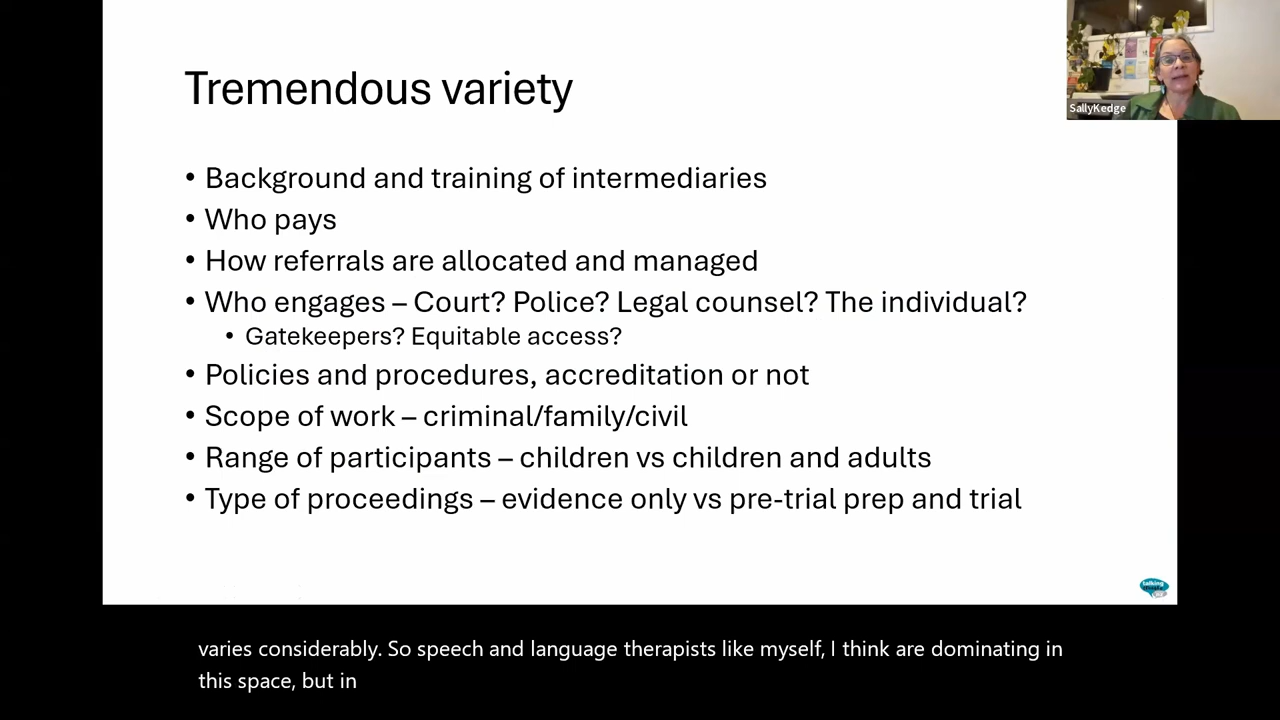 Tremendous variety
SallyKedge
• Background and training of intermediaries
• Who pays
• How referrals are allocated and managed
• Who engages – Court? Police? Legal counsel? The individual?
• Gatekeepers? Equitable access?
• Policies and procedures, accreditation or not
• Scope of work – criminal/family/civil
• Range of participants – children vs children and adults
• Type of proceedings – evidence only vs pre-trial prep and trial
talking
varies considerably. So speech and language therapists like myself, I think are dominating in
this space, but in